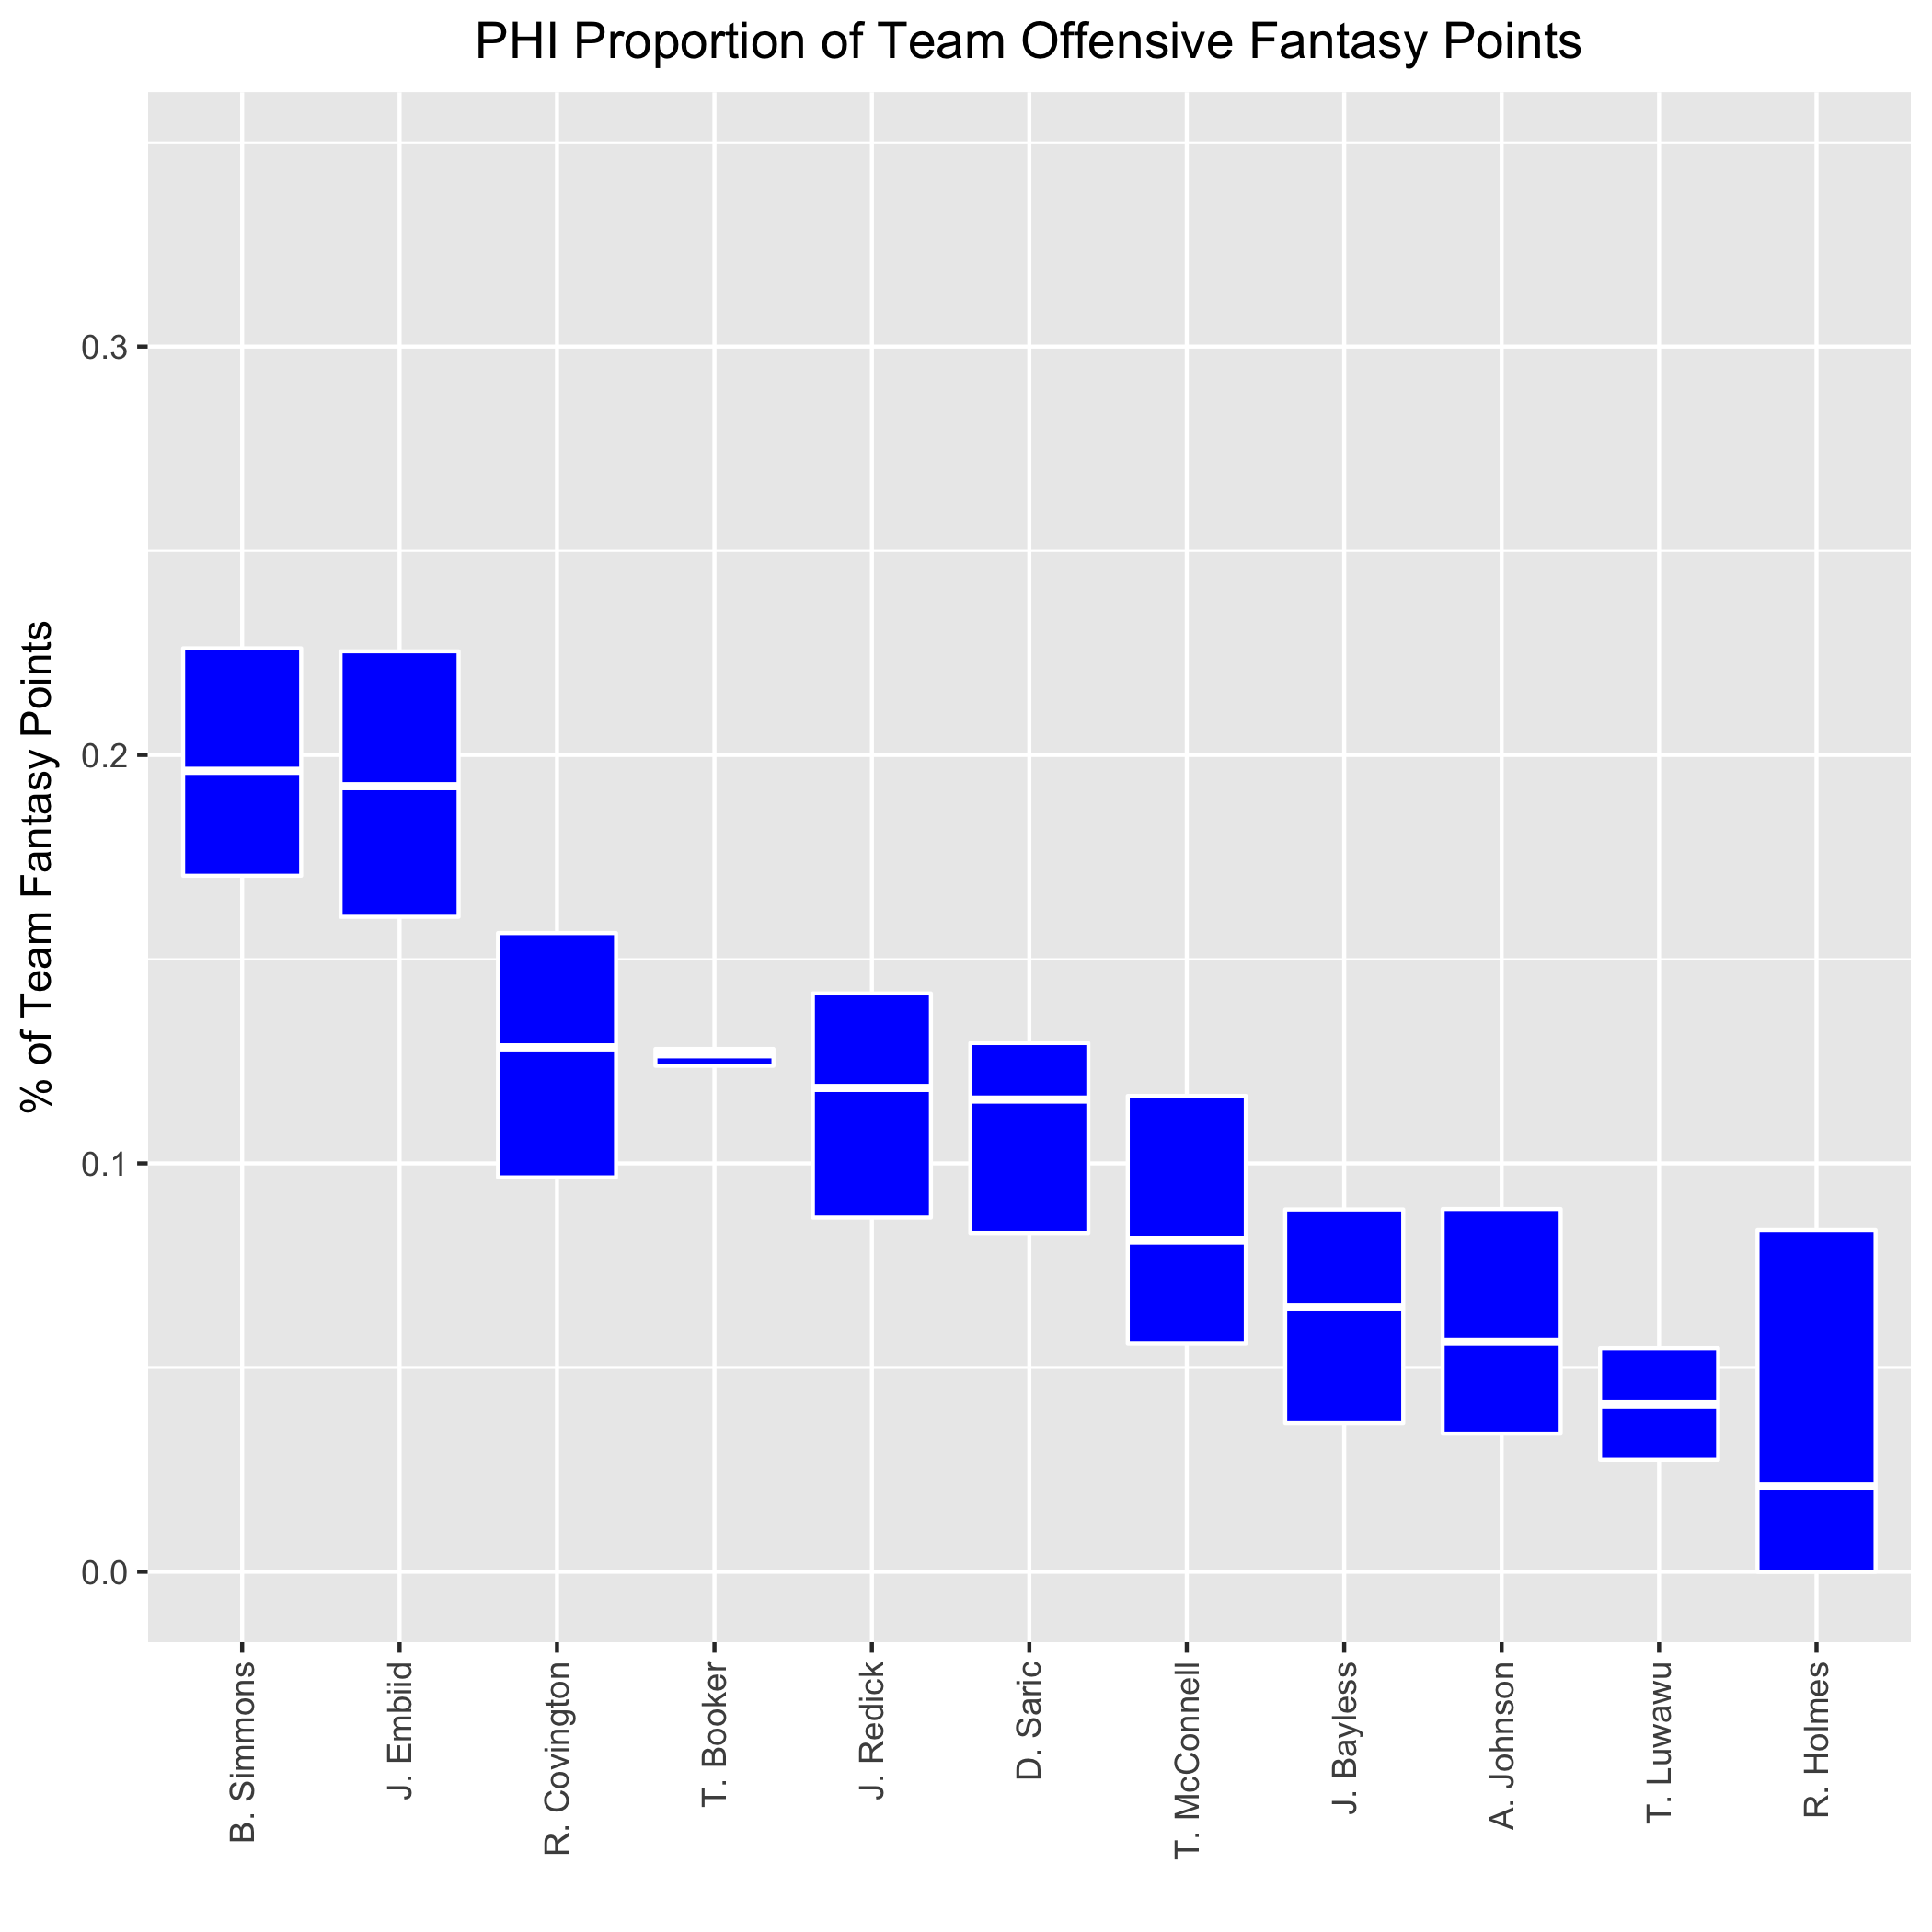 PHI Proportion of Team Offensive Fantasy Points
% of Team Fantasy Points
0.3
0.2
0.1
0.0
B. Simmons
J. Embiid
R. Covington
T. Booker
J. Redick
D. Saric
T. McConnell
J. Bayless
A. Johnson
T. Luwawu
R. Holmes